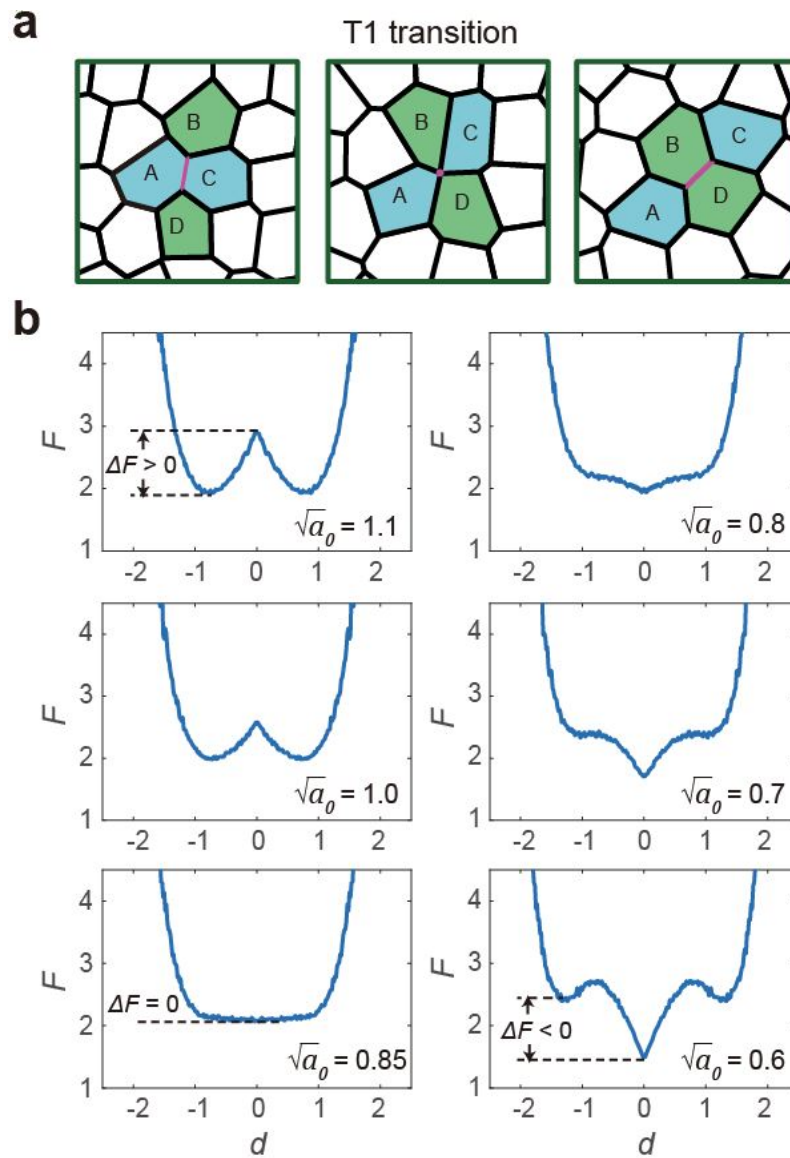 a
T1 transition
B
A
C
D
B
C
A
D
B
C
A
D
b
F
4
3
2
1
ΔF > 0
√a₀ = 1.1
-2 -1 0 1 2
F
4
3
2
1
√a₀ = 0.8
-2 -1 0 1 2
F
4
3
2
1
√a₀ = 1.0
-2 -1 0 1 2
F
4
3
2
1
√a₀ = 0.7
-2 -1 0 1 2
F
4
3
2
1
ΔF = 0
√a₀ = 0.85
-2 -1 0 1 2
d
F
4
3
2
1
ΔF < 0
√a₀ = 0.6
-2 -1 0 1 2
d